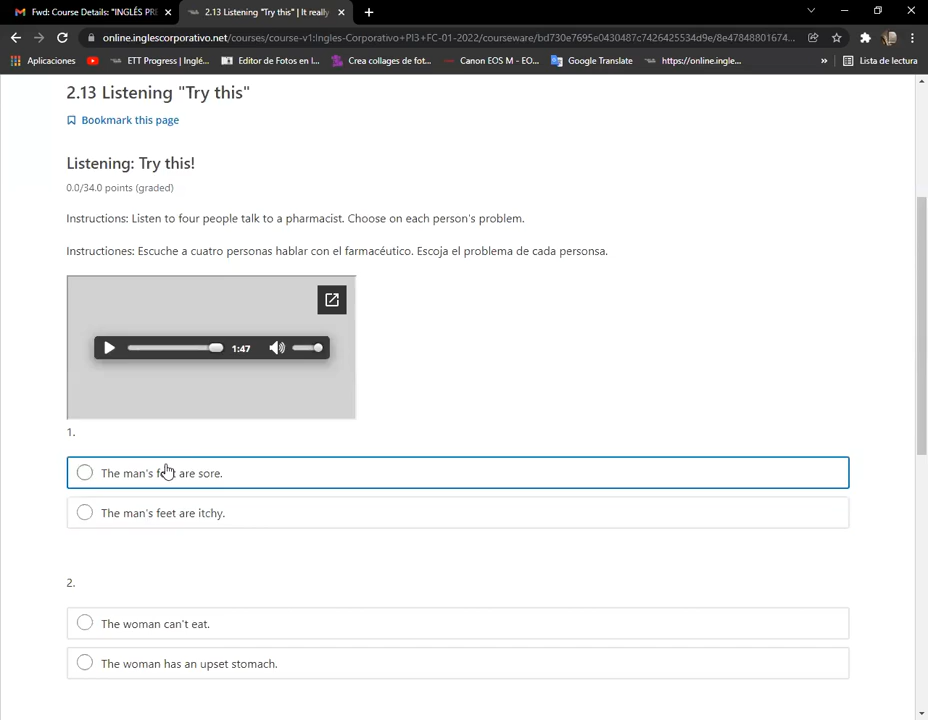 Fwd: Course Details: "INGLÉS PRE
2.13 Listening "Try this" | It really
online.inglescorporativo.net/courses/course-v1:Ingles-Corporativo+PI3+FC-01-2022/courseware/bd730e7695e0430487c7426425534d9e/8e47848801674...
Aplicaciones
ETT Progress | Inglé...
Editor de Fotos en l...
Crea collages de fot...
Canon EOS M - EO...
Google Translate
https://online.ingle...
»
Lista de lectura
2.13 Listening "Try this"
Bookmark this page
Listening: Try this!
0.0/34.0 points (graded)
Instructions: Listen to four people talk to a pharmacist. Choose on each person's problem.
Instructiones: Escuche a cuatro personas hablar con el farmacéutico. Escoja el problema de cada personsa.
1:47
1.
The man's feet are sore.
The man's feet are itchy.
2.
The woman can't eat.
The woman has an upset stomach.